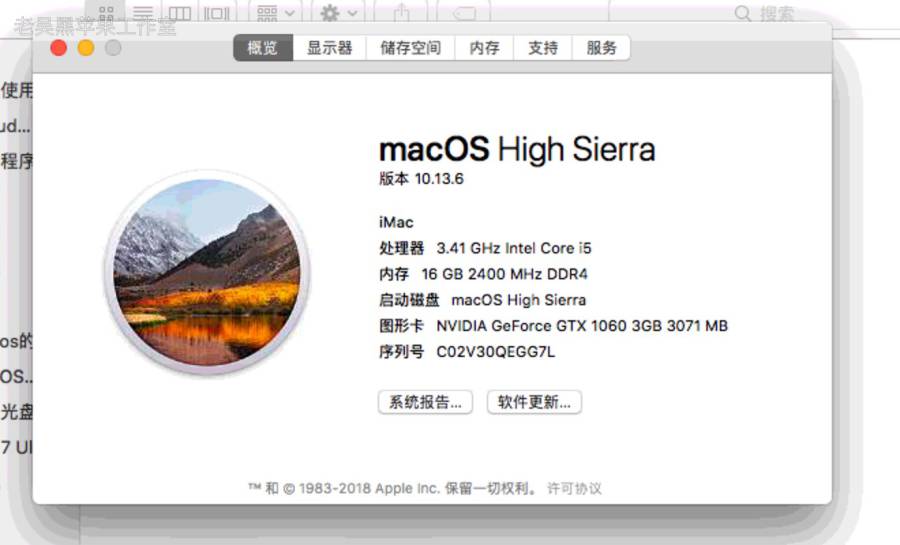 搜索
老吴黑苹果工作室
概览 显示器 储存空间 内存 支持 服务
使用
ud...
程序
macOS High Sierra
版本 10.13.6
iMac
处理器 3.41 GHz Intel Core i5
内存 16 GB 2400 MHz DDR4
启动磁盘 macOS High Sierra
图形卡 NVIDIA GeForce GTX 1060 3GB 3071 MB
序列号 C02V30QEGG7L
os的
OS...
光盘
7 Ul
系统报告... 软件更新...
™ 和 © 1983-2018 Apple Inc. 保留一切权利。 许可协议